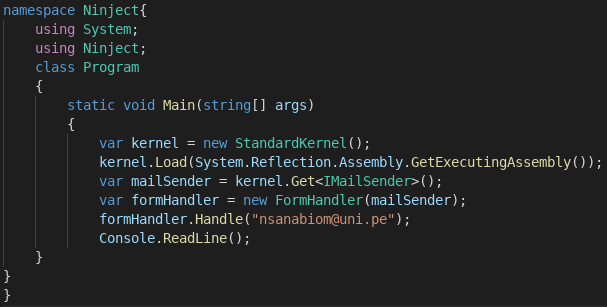 namespace Ninject{
    using System;
    using Ninject;
    class Program
    {
        static void Main(string[] args)
        {
            var kernel = new StandardKernel();
            kernel.Load(System.Reflection.Assembly.GetExecutingAssembly());
            var mailSender = kernel.Get<IMailSender>();
            var formHandler = new FormHandler(mailSender);
            formHandler.Handle("nsanabiom@uni.pe");
            Console.ReadLine();
    }
}
}